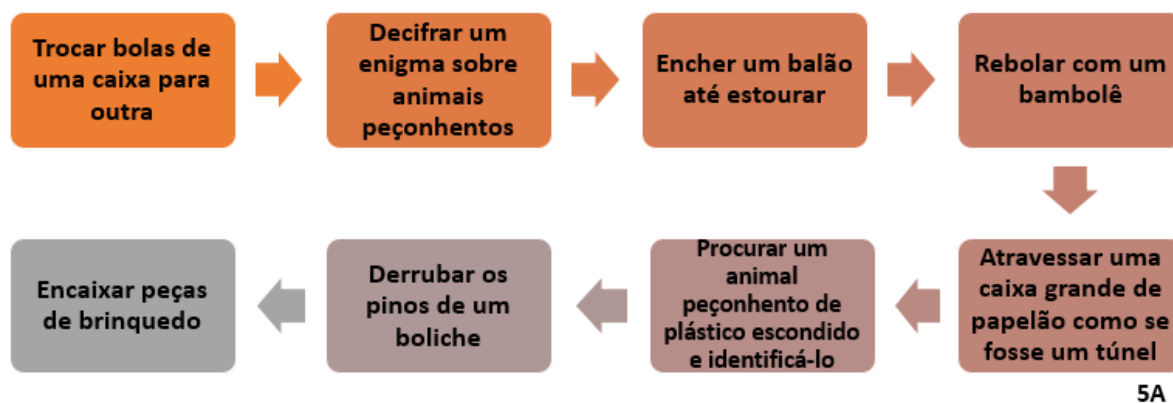 Trocar bolas de
uma caixa para
outra
Decifrar um
enigma sobre
animais
peçonhentos
Encher um balão
até estourar
Rebolar com um
bambolê
Atravessar uma
caixa grande de
papelão como se
fosse um túnel
Procurar um
animal
peçonhento de
plástico escondido
e identificá-lo
Derrubar os
pinos de um
boliche
Encaixar peças
de brinquedo
5A